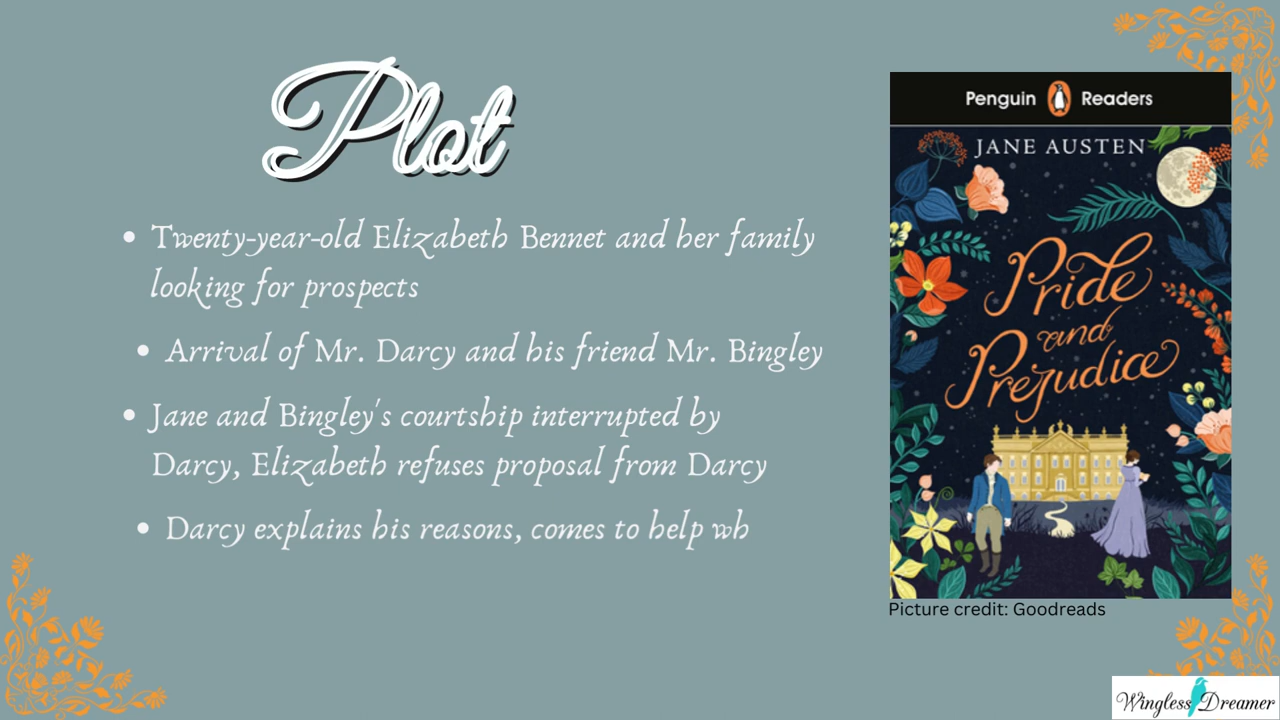 Plot
• Twenty-year-old Elizabeth Bennet and her family
looking for prospects
• Arrival of Mr. Darcy and his friend Mr. Bingley
• Jane and Bingley's courtship interrupted by
Darcy, Elizabeth refuses proposal from Darcy
• Darcy explains his reasons, comes to help wh
Penguin Readers
JANE AUSTEN
Pride
and
Prejudice
Picture credit: Goodreads
Wingless Dreamer